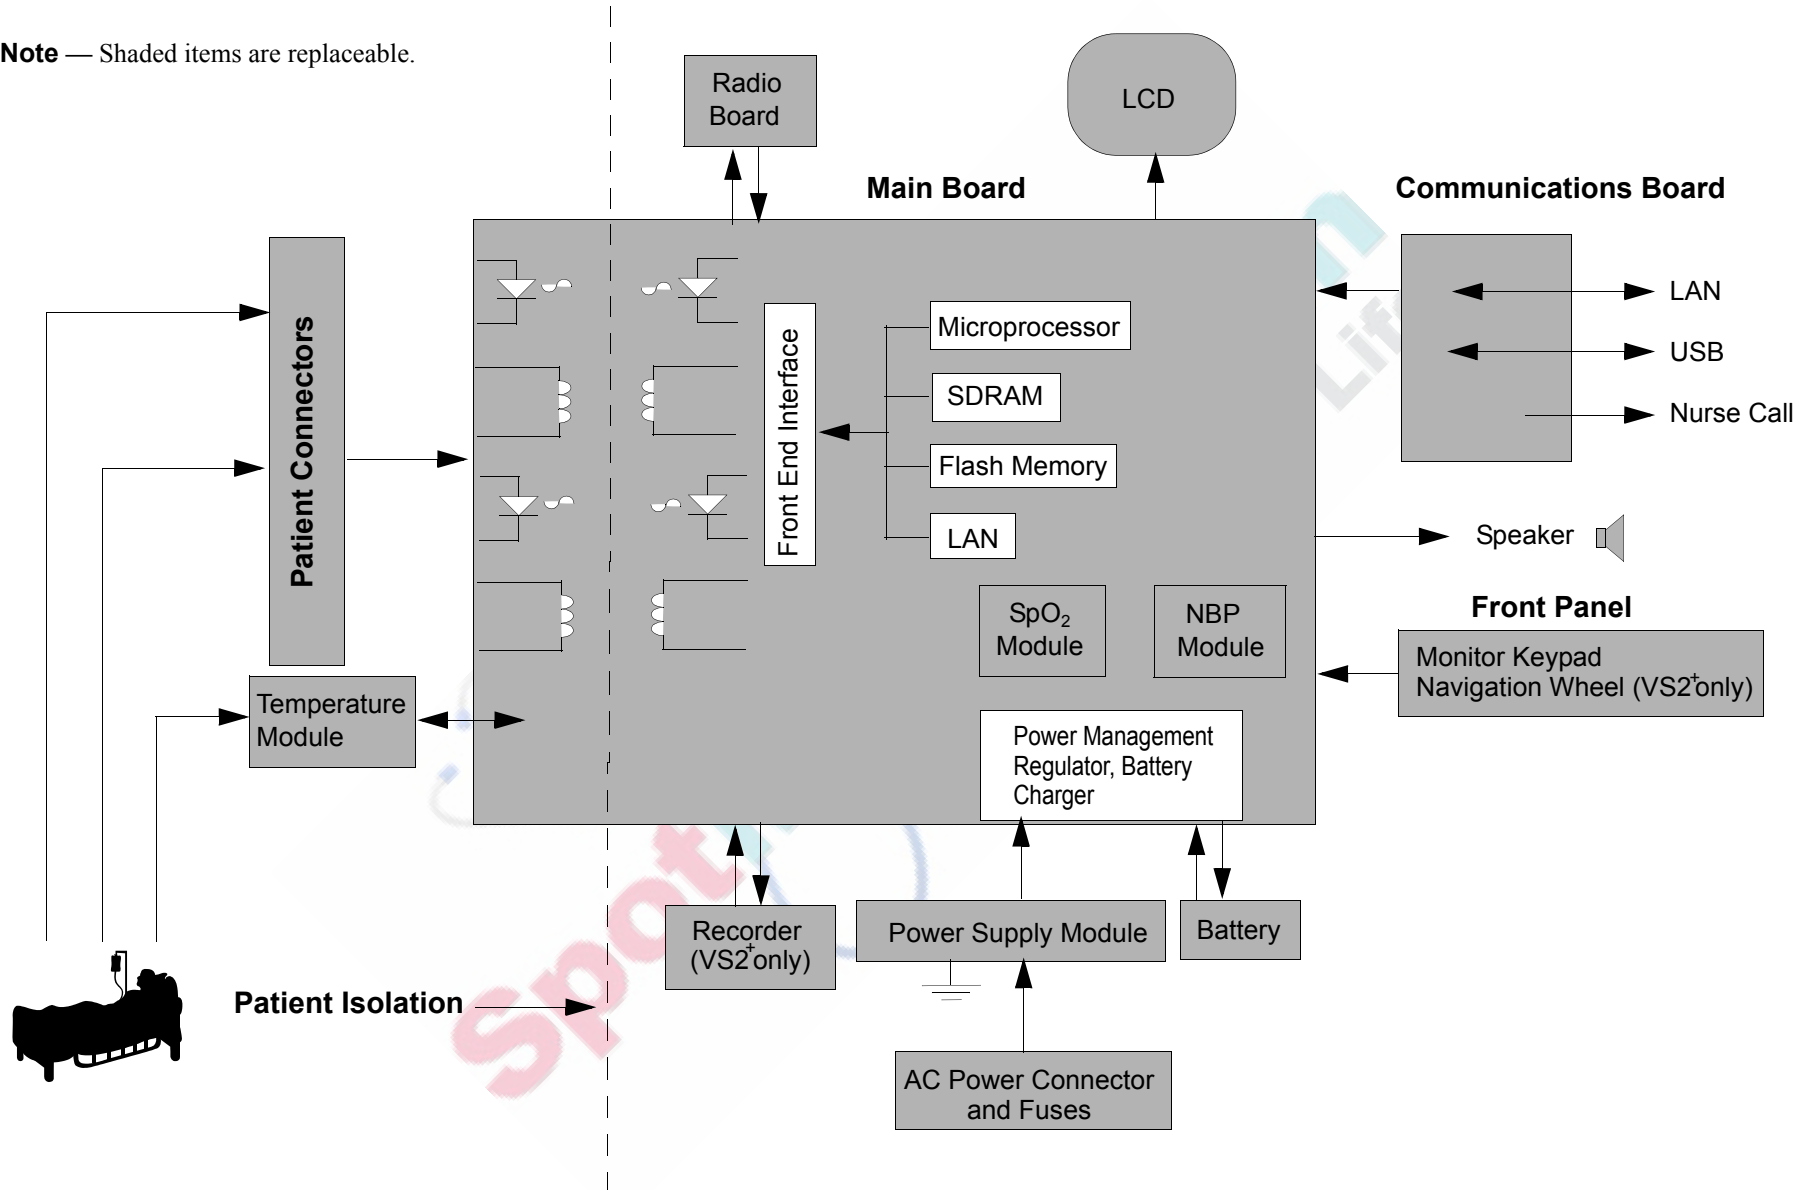 Note — Shaded items are replaceable.
Radio
Board
LCD
Main Board
Communications Board
Patient Connectors
Front End Interface
Microprocessor
SDRAM
Flash Memory
LAN
LAN
USB
Nurse Call
Speaker
SpO2
Module
NBP
Module
Front Panel
Monitor Keypad
Navigation Wheel (VS2+only)
Temperature
Module
Power Management
Regulator, Battery
Charger
Recorder
(VS2+only)
Power Supply Module
Battery
Patient Isolation
AC Power Connector
and Fuses
Spot
Life